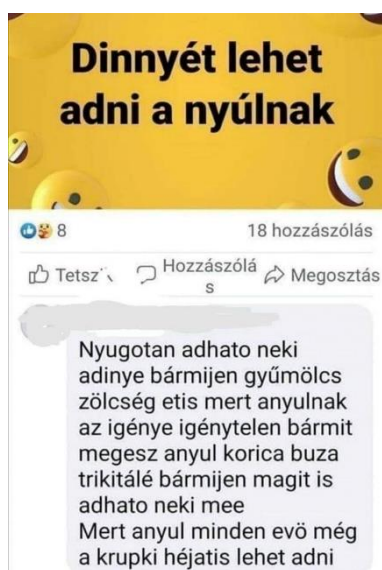 Dinnyét lehet
adni a nyúlnak
8
18 hozzászólás
Tetsz
Hozzászólá
s
Megosztás
Nyugotan adhato neki
adinye bármijen gyűmölcs
zölcség etis mert anyulnak
az igénye igénytelen bármit
megesz anyul korica buza
trikitálé bármijen magit is
adhato neki mee
Mert anyul minden evö még
a krupki héjatis lehet adni